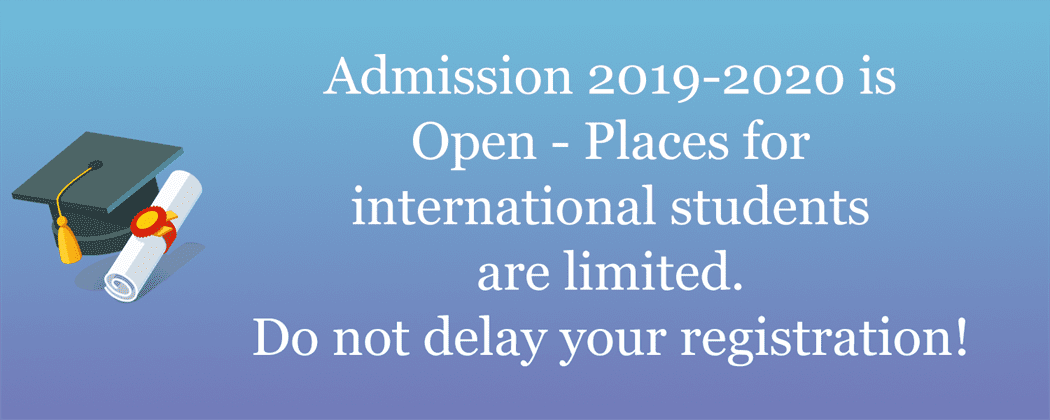 Admission 2019-2020 is
Open - Places for
international students
are limited.
Do not delay your registration!